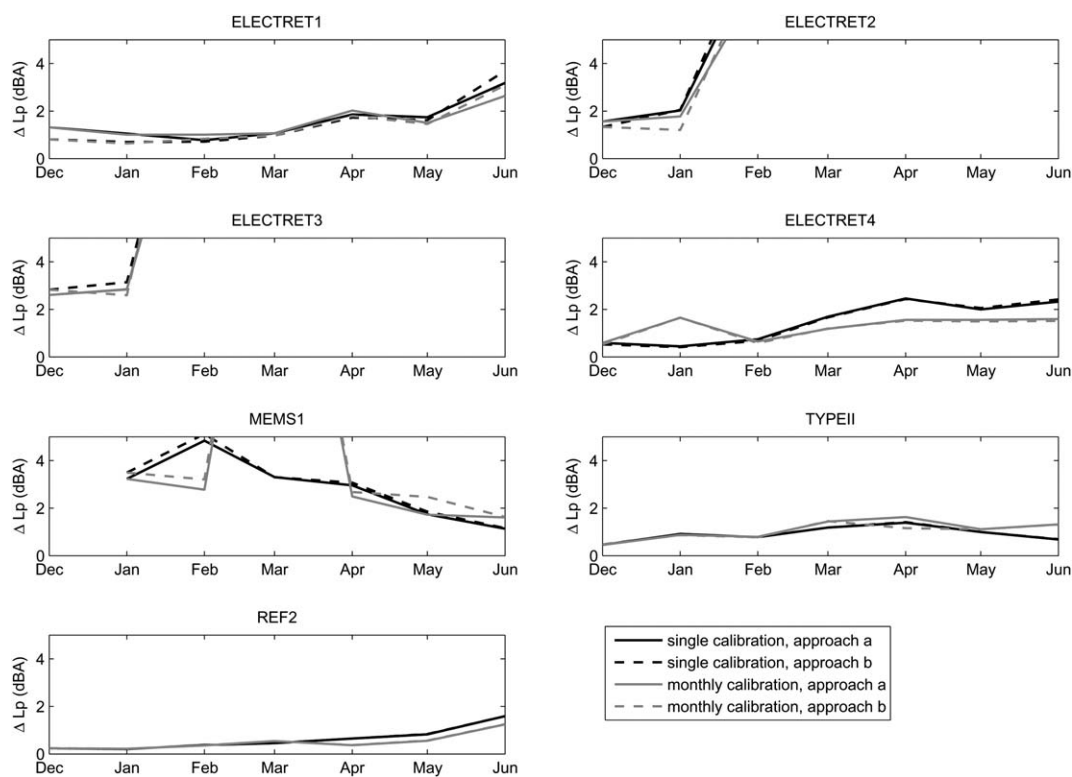 ELECTRET1
Δ Lp (dBA)
4
2
0
Dec Jan Feb Mar Apr May Jun
ELECTRET2
Δ Lp (dBA)
4
2
0
Dec Jan Feb Mar Apr May Jun
ELECTRET3
Δ Lp (dBA)
4
2
0
Dec Jan Feb Mar Apr May Jun
ELECTRET4
Δ Lp (dBA)
4
2
0
Dec Jan Feb Mar Apr May Jun
MEMS1
Δ Lp (dBA)
4
2
0
Dec Jan Feb Mar Apr May Jun
TYPEII
Δ Lp (dBA)
4
2
0
Dec Jan Feb Mar Apr May Jun
REF2
Δ Lp (dBA)
4
2
0
Dec Jan Feb Mar Apr May Jun
single calibration, approach a
single calibration, approach b
monthly calibration, approach a
monthly calibration, approach b